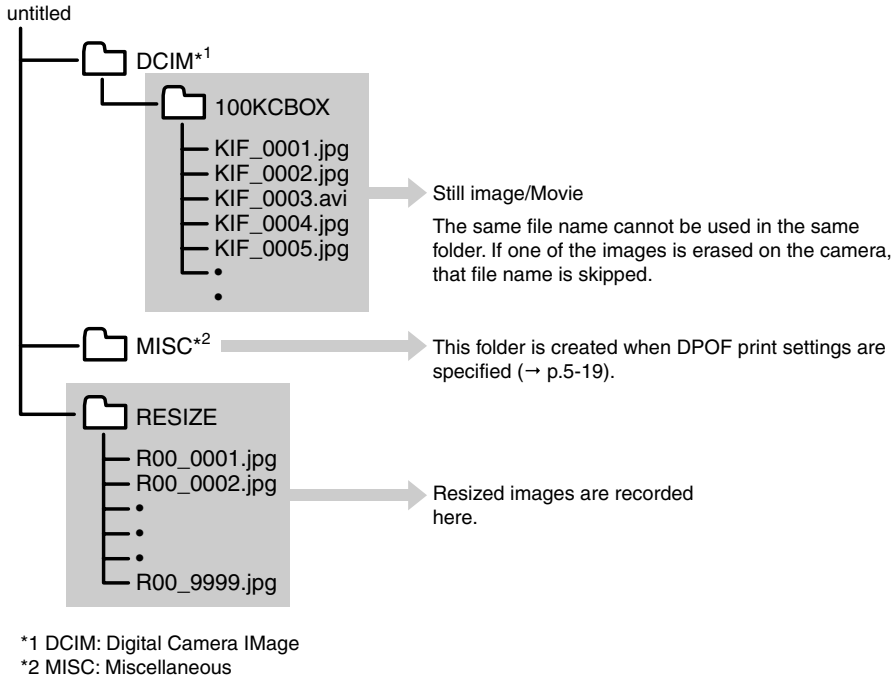 untitled
DCIM*1
100KCBOX
KIF_0001.jpg
KIF_0002.jpg
KIF_0003.avi
KIF_0004.jpg
KIF_0005.jpg
Still image/Movie
The same file name cannot be used in the same
folder. If one of the images is erased on the camera,
that file name is skipped.
MISC*2
This folder is created when DPOF print settings are
specified (→ p.5-19).
RESIZE
R00_0001.jpg
R00_0002.jpg
R00_9999.jpg
Resized images are recorded
here.
*1 DCIM: Digital Camera IMage
*2 MISC: Miscellaneous